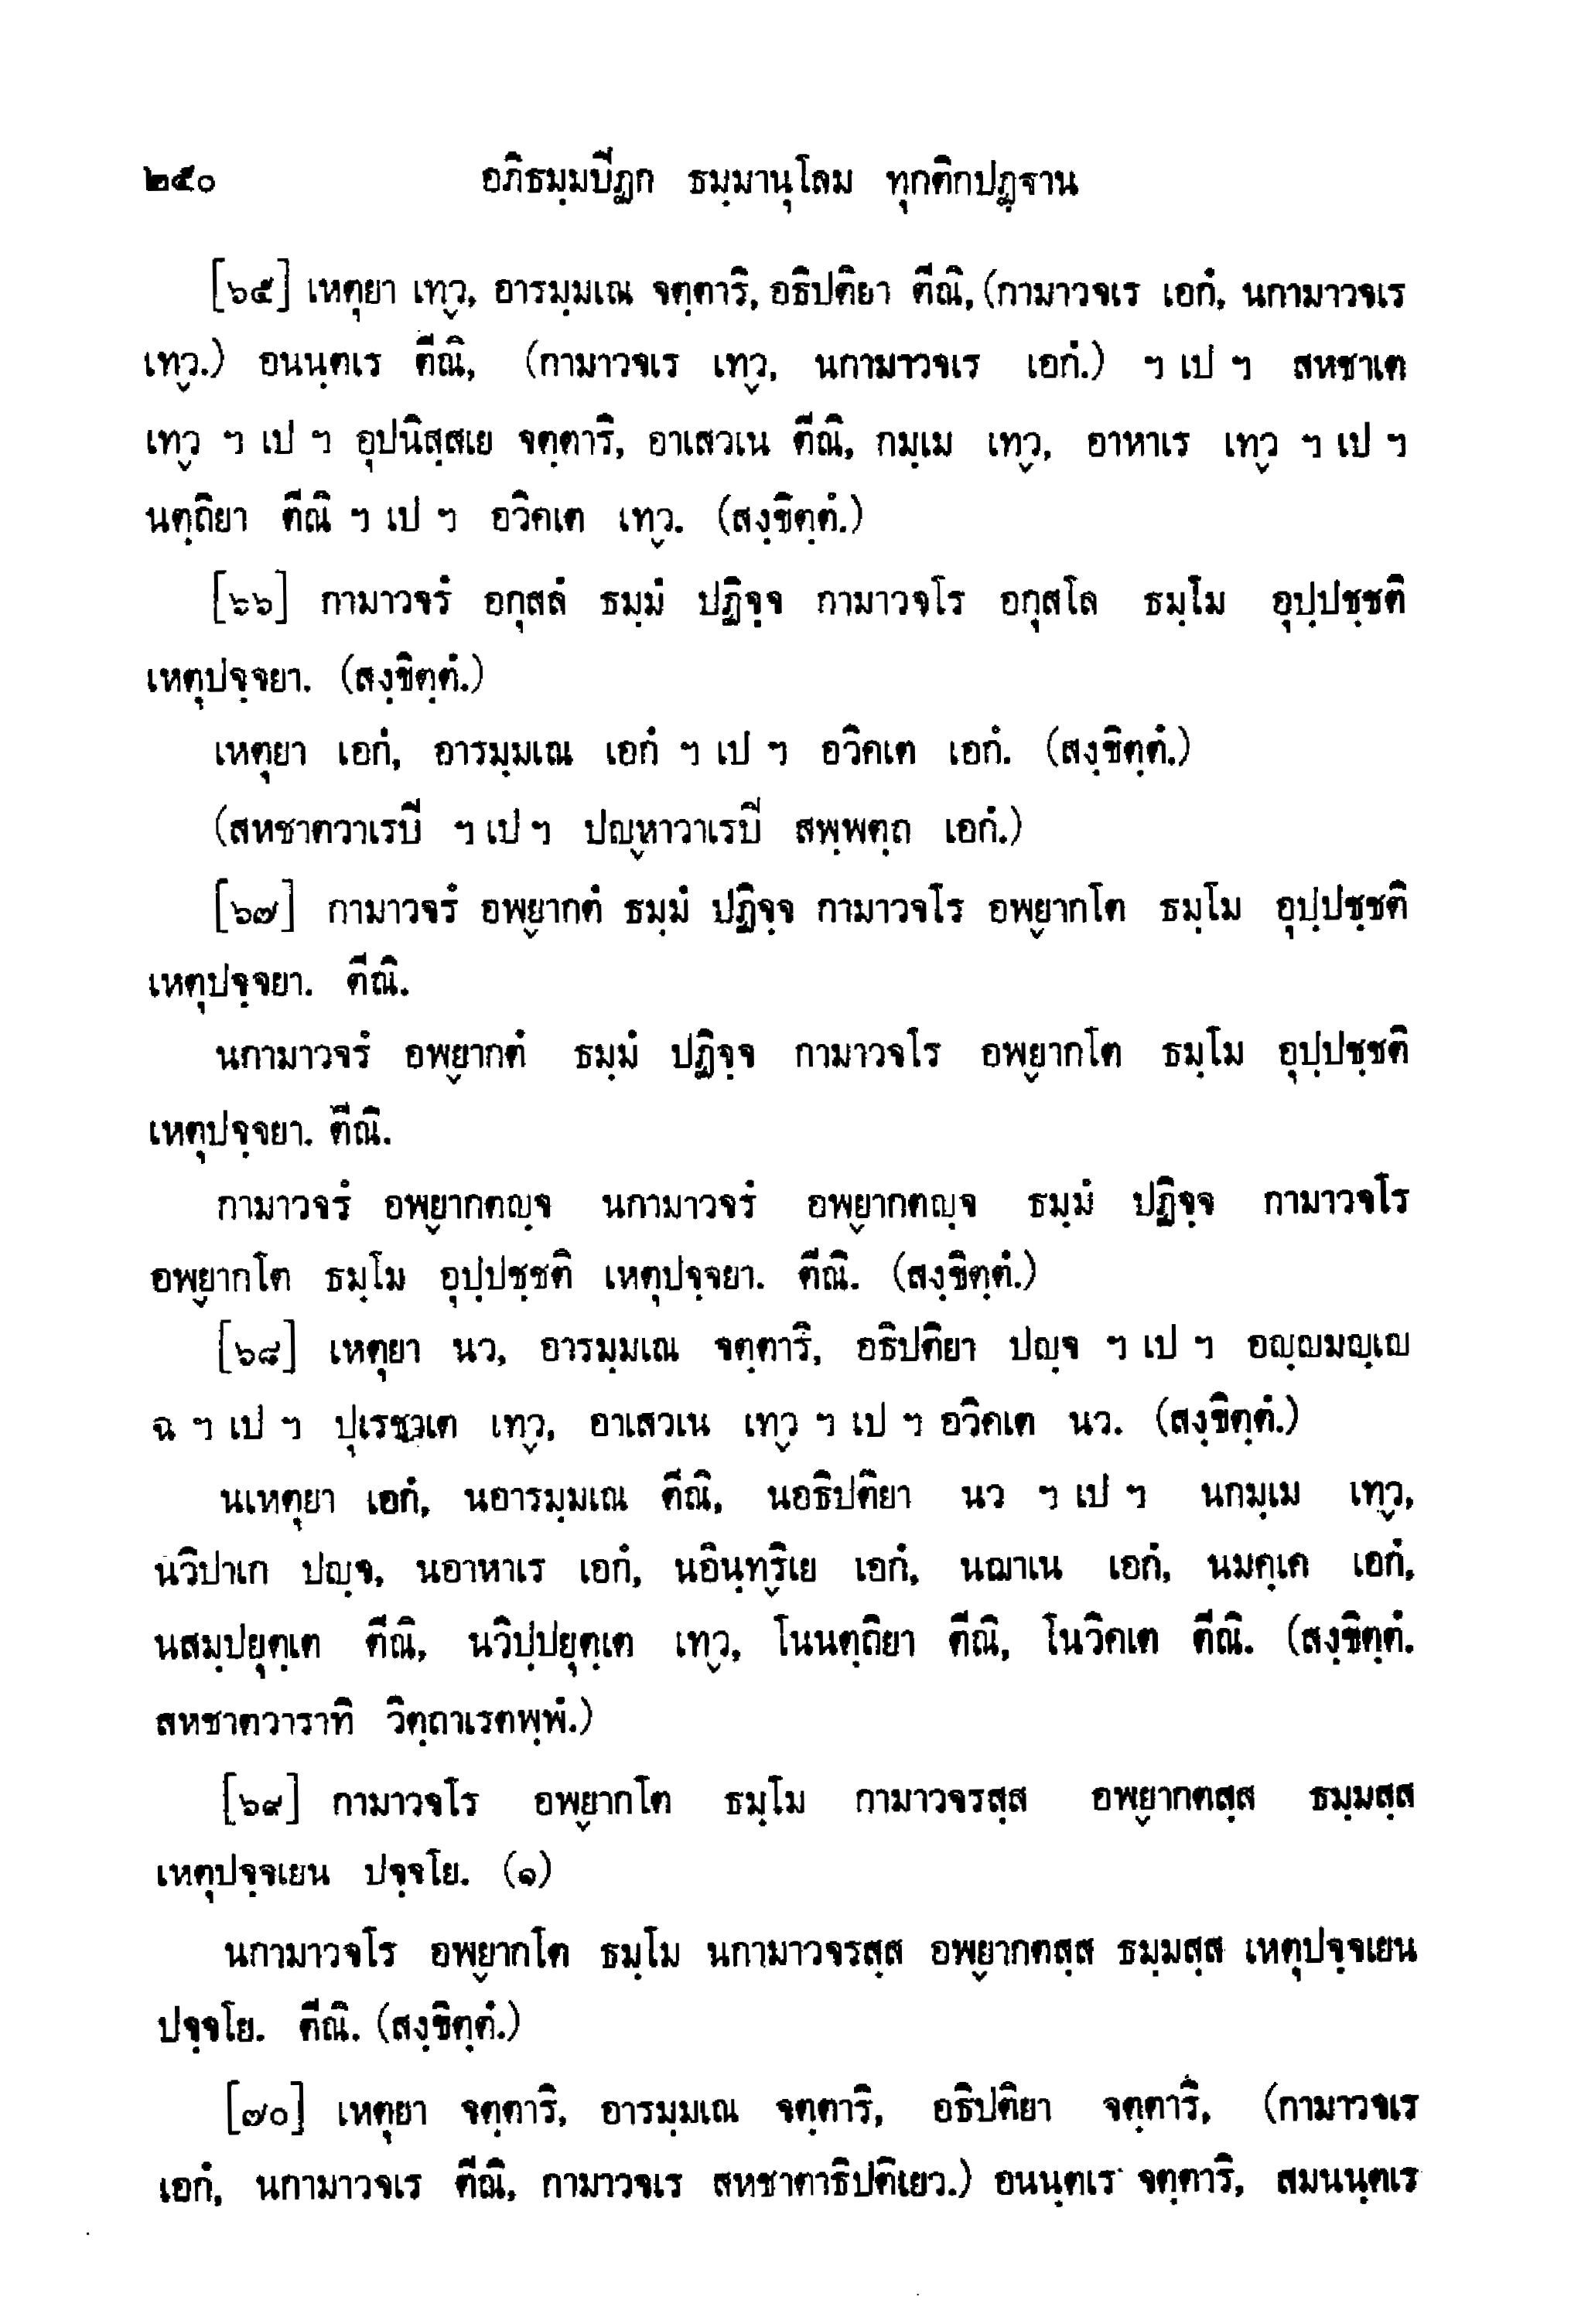 ๒๕๐ อภิธมฺมปิฏก ธมฺมานุโลม ทุกติกปฏฺฐาน
[๖๕] เหตุยา เทฺว, อารมฺมเณ จตฺตาริ, อธิปติยา ตีณิ, (กามาวจเร เอกํ, นกามาวจเร
เทฺว.) อนนฺตเร ตีณิ, (กามาวจเร เทฺว, นกามาวจเร เอกํ.) ฯ เป ฯ สหชาเต
เทฺว ฯ เป ฯ อุปนิสฺสเย จตฺตาริ, อาเสวเน ตีณิ, กมฺเม เทฺว, อาหาเร เทฺว ฯ เป ฯ
นตฺถิยา ตีณิ ฯ เป ฯ อวิคเต เทฺว. (สงฺขิตฺตํ.)
[๖๖] กามาวจรํ อกุสลํ ธมฺมํ ปฏิจฺจ กามาวจโร อกุสโล ธมฺโม อุปฺปชฺชติ
เหตุปจฺจยา. (สงฺขิตฺตํ.)
เหตุยา เอกํ, อารมฺมเณ เอกํ ฯ เป ฯ อวิคเต เอกํ. (สงฺขิตฺตํ.)
(สหชาตวาเรปี ฯ เป ฯ ปญฺหาวาเรปี สพฺพตฺถ เอกํ.)
[๖๗] กามาวจรํ อพฺยากตํ ธมฺมํ ปฏิจฺจ กามาวจโร อพฺยากโต ธมฺโม อุปฺปชฺชติ
เหตุปจฺจยา. ตีณิ.
นกามาวจรํ อพฺยากตํ ธมฺมํ ปฏิจฺจ กามาวจโร อพฺยากโต ธมฺโม อุปฺปชฺชติ
เหตุปจฺจยา. ตีณิ.
กามาวจรํ อพฺยากตญฺจ นกามาวจรํ อพฺยากตญฺจ ธมฺมํ ปฏิจฺจ กามาวจโร
อพฺยากโต ธมฺโม อุปฺปชฺชติ เหตุปจฺจยา. ตีณิ. (สงฺขิตฺตํ.)
[๖๘] เหตุยา นว, อารมฺมเณ จตฺตาริ, อธิปติยา ปญฺจ ฯ เป ฯ อญฺญมญฺเญ
ฉ ฯ เป ฯ ปุเรชาเต เทฺว, อาเสวเน เทฺว ฯ เป ฯ อวิคเต นว. (สงฺขิตฺตํ.)
นเหตุยา เอกํ, นอารมฺมเณ ตีณิ, นอธิปติยา นว ฯ เป ฯ นกมฺเม เทฺว,
นวิปาเก ปญฺจ, นอาหาเร เอกํ, นอินฺทฺริเย เอกํ, นฌาเน เอกํ, นมคฺเค เอกํ,
นสมฺปยุตฺเต ตีณิ, นวิปฺปยุตฺเต เทฺว, โนนตฺถิยา ตีณิ, โนวิคเต ตีณิ. (สงฺขิตฺตํ.
สหชาตวาราทิ วิตฺถาเรตพฺพํ.)
[๖๙] กามาวจโร อพฺยากโต ธมฺโม กามาวจรสฺส อพฺยากตสฺส ธมฺมสฺส
เหตุปจฺจเยน ปจฺจโย. (๑)
นกามาวจโร อพฺยากโต ธมฺโม นกามาวจรสฺส อพฺยากตสฺส ธมฺมสฺส เหตุปจฺจเยน
ปจฺจโย. ตีณิ. (สงฺขิตฺตํ.)
[๗๐] เหตุยา จตฺตาริ, อารมฺมเณ จตฺตาริ, อธิปติยา จตฺตาริ, (กามาวจเร
เอกํ, นกามาวจเร ตีณิ, กามาวจเร สหชาตาธิปติเยว.) อนนฺตเร จตฺตาริ, สมนนฺตเร